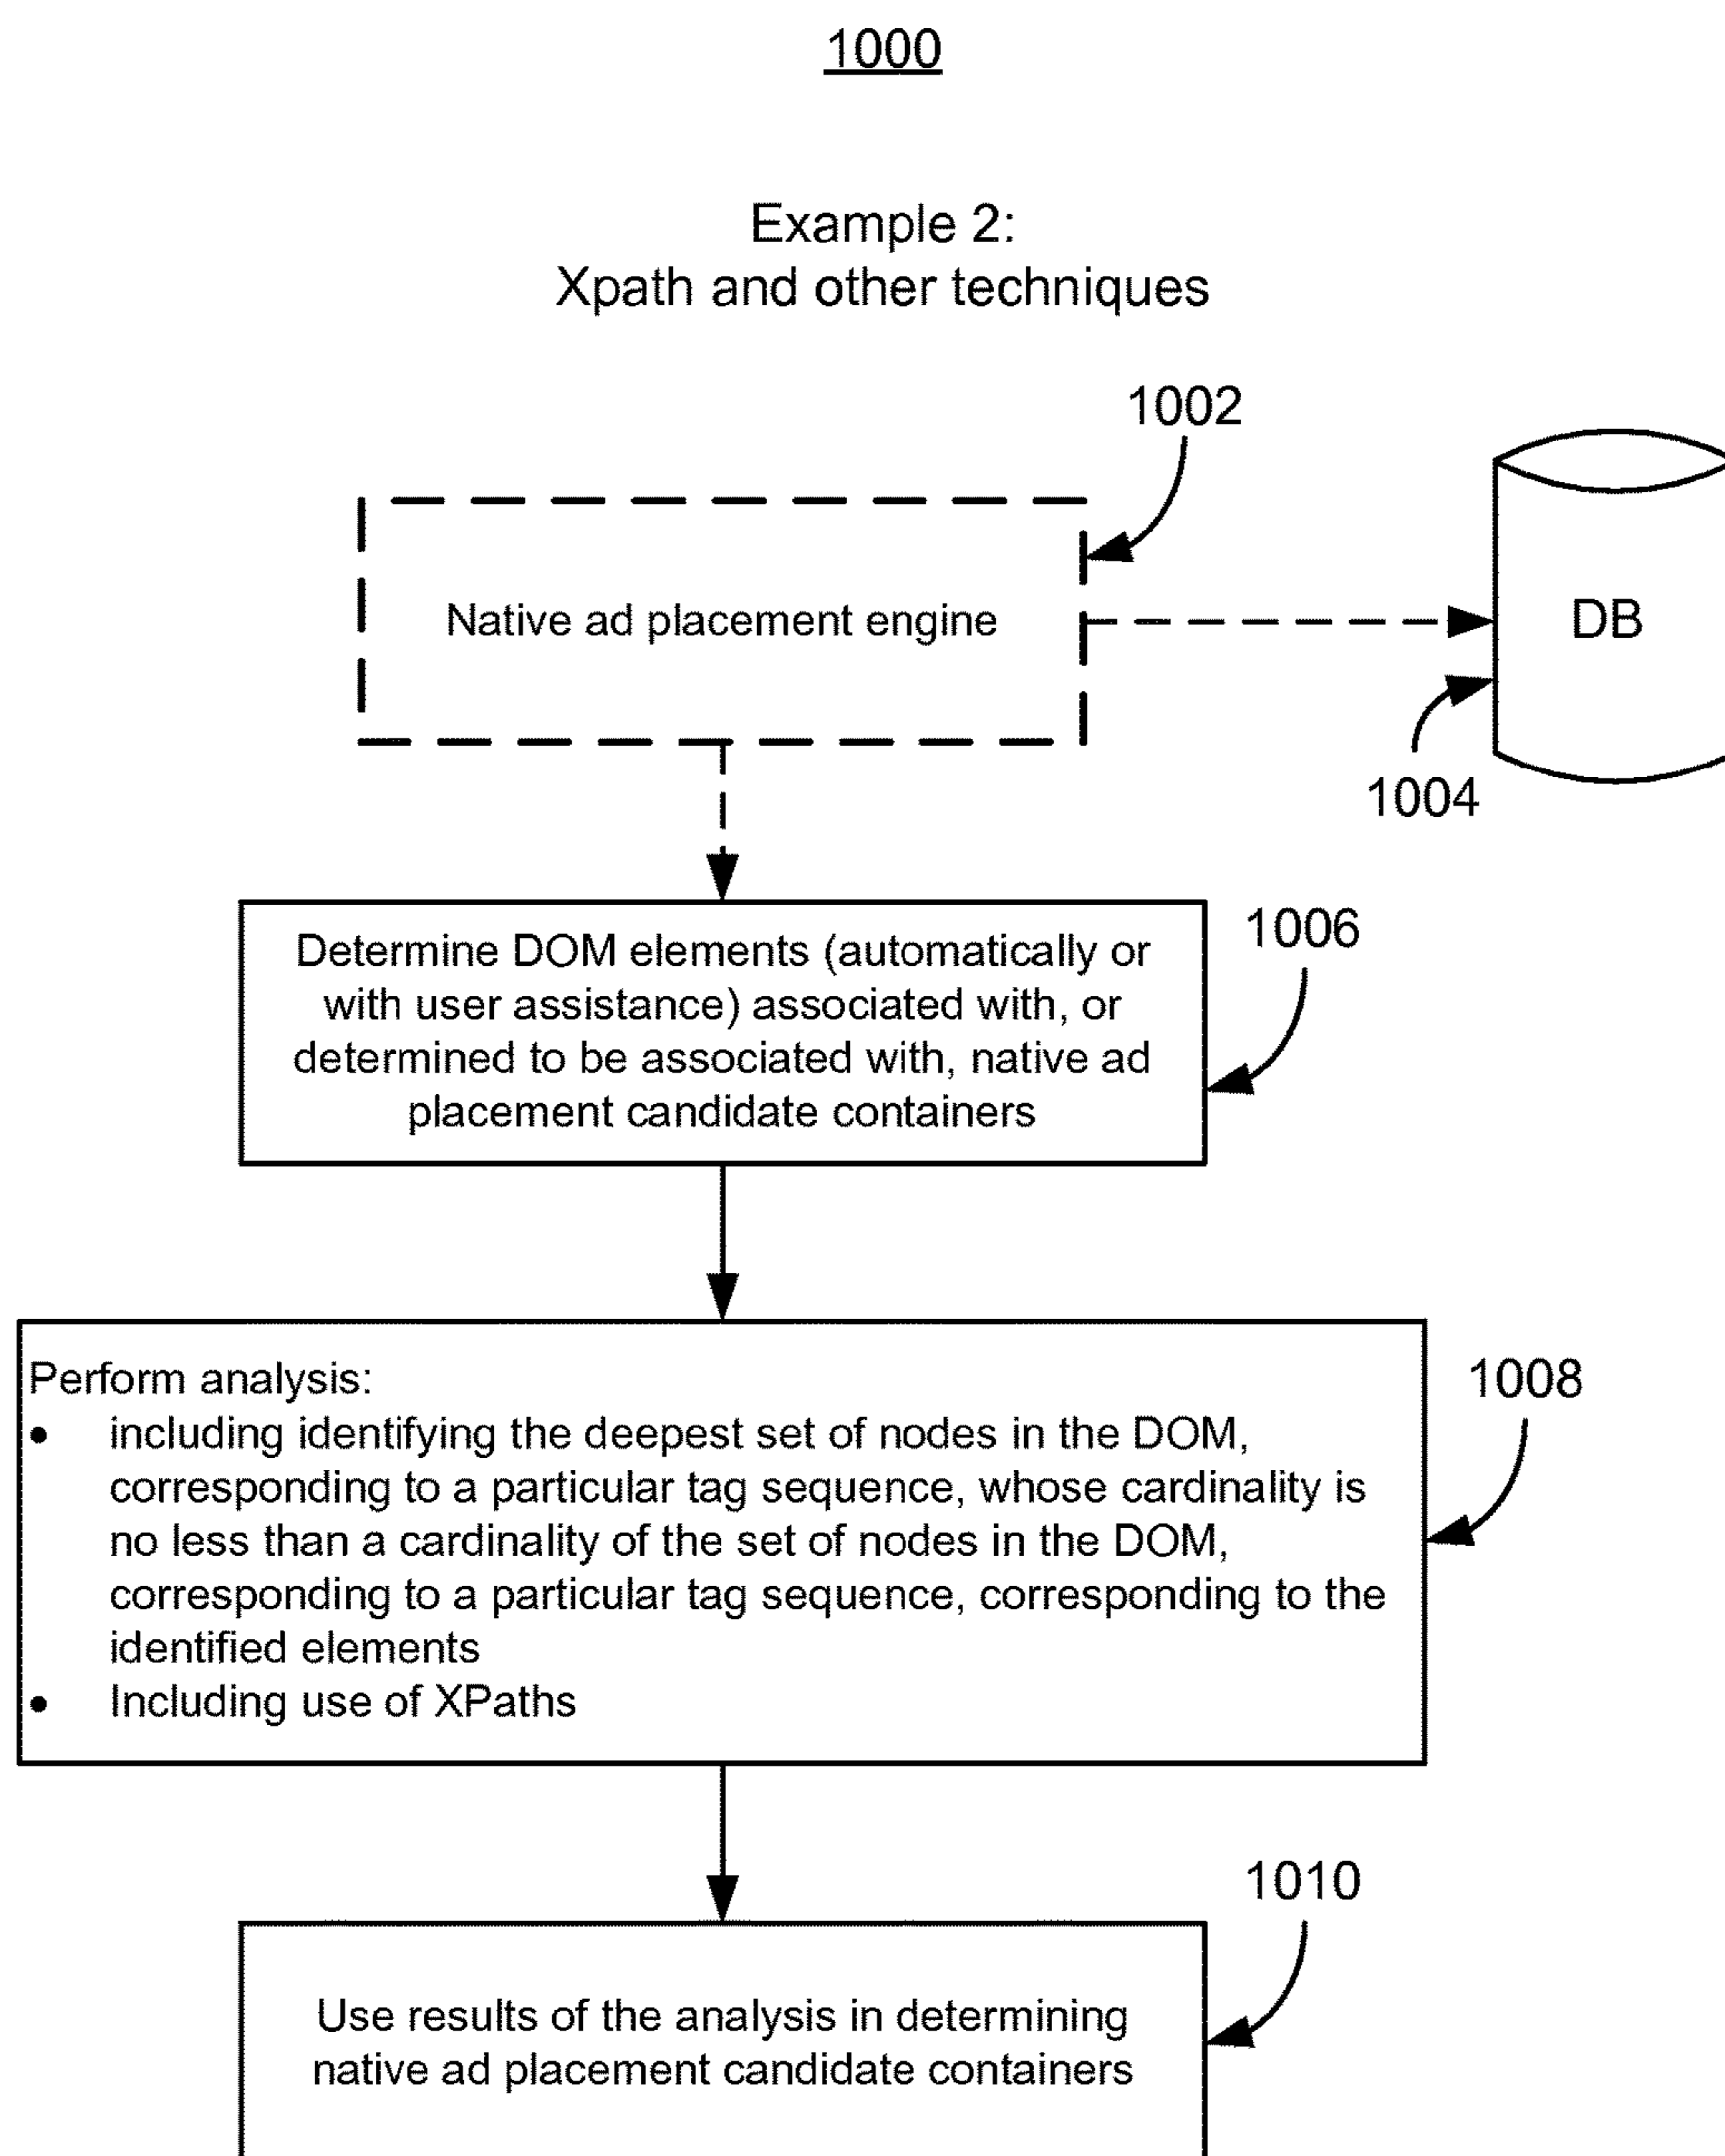 1000
Example 2:
Xpath and other techniques
1002
Native ad placement engine
DB
1004
Determine DOM elements (automatically or
with user assistance) associated with, or
determined to be associated with, native ad
placement candidate containers
1006
Perform analysis:
• including identifying the deepest set of nodes in the DOM,
corresponding to a particular tag sequence, whose cardinality is
no less than a cardinality of the set of nodes in the DOM,
corresponding to a particular tag sequence, corresponding to the
identified elements
• Including use of XPaths
1008
1010
Use results of the analysis in determining
native ad placement candidate containers